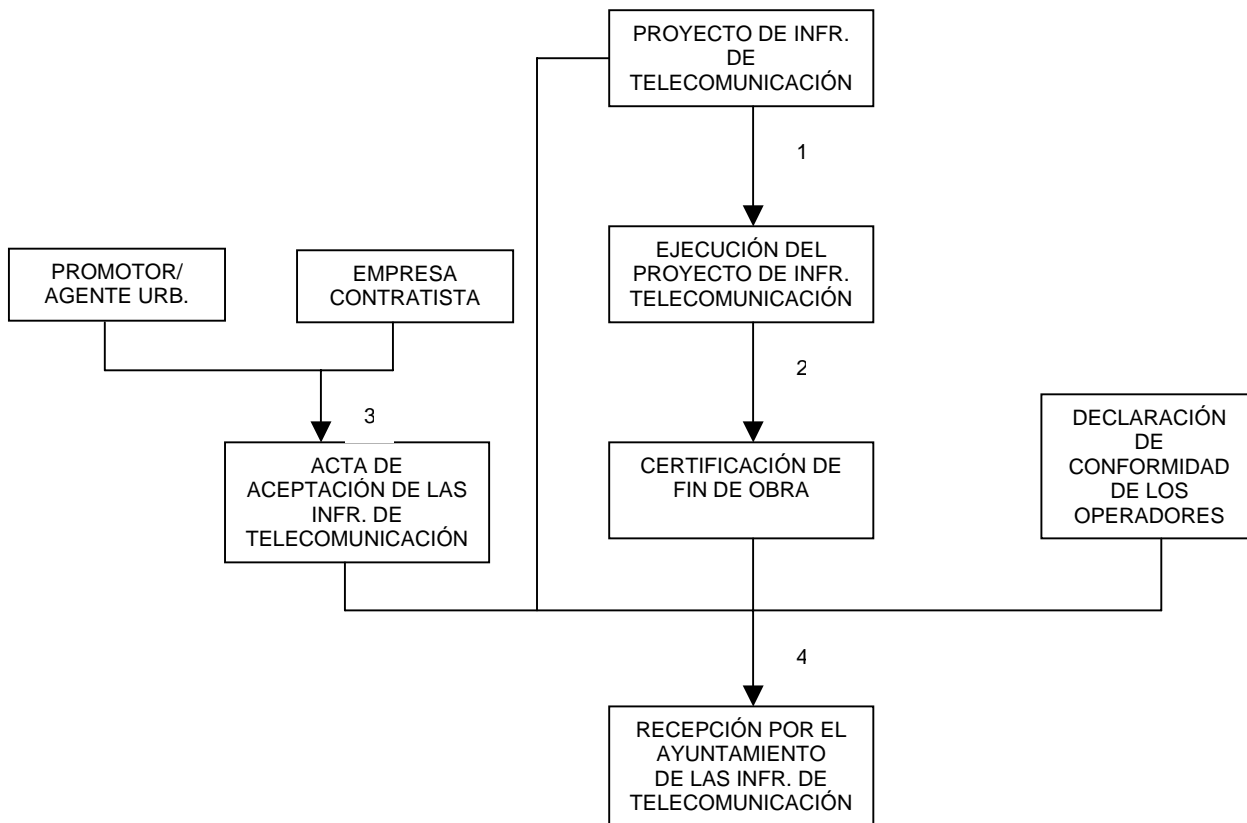 PROYECTO DE INFR.
DE
TELECOMUNICACIÓN
1
EJECUCIÓN DEL
PROYECTO DE INFR.
TELECOMUNICACIÓN
PROMOTOR/
AGENTE URB.
EMPRESA
CONTRATISTA
2
3
DECLARACIÓN
DE
CONFORMIDAD
DE LOS
OPERADORES
ACTA DE
ACEPTACIÓN DE LAS
INFR. DE
TELECOMUNICACIÓN
CERTIFICACIÓN DE
FIN DE OBRA
4
RECEPCIÓN POR EL
AYUNTAMIENTO
DE LAS INFR. DE
TELECOMUNICACIÓN